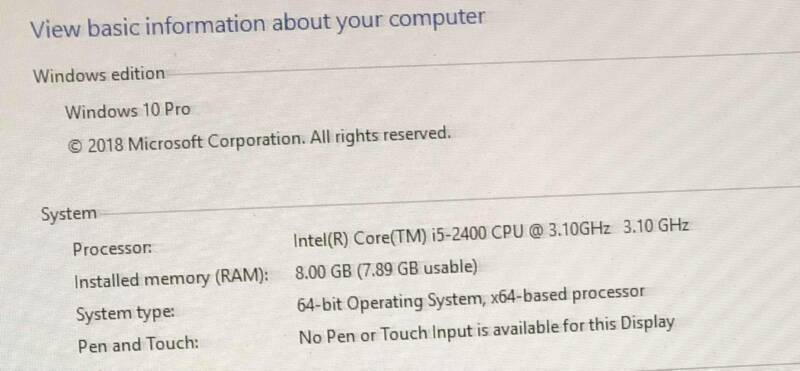 View basic information about your computer
Windows edition
Windows 10 Pro
© 2018 Microsoft Corporation. All rights reserved.
System
Processor: Intel(R) Core(TM) i5-2400 CPU @ 3.10GHz 3.10 GHz
Installed memory (RAM): 8.00 GB (7.89 GB usable)
System type: 64-bit Operating System, x64-based processor
Pen and Touch: No Pen or Touch Input is available for this Display